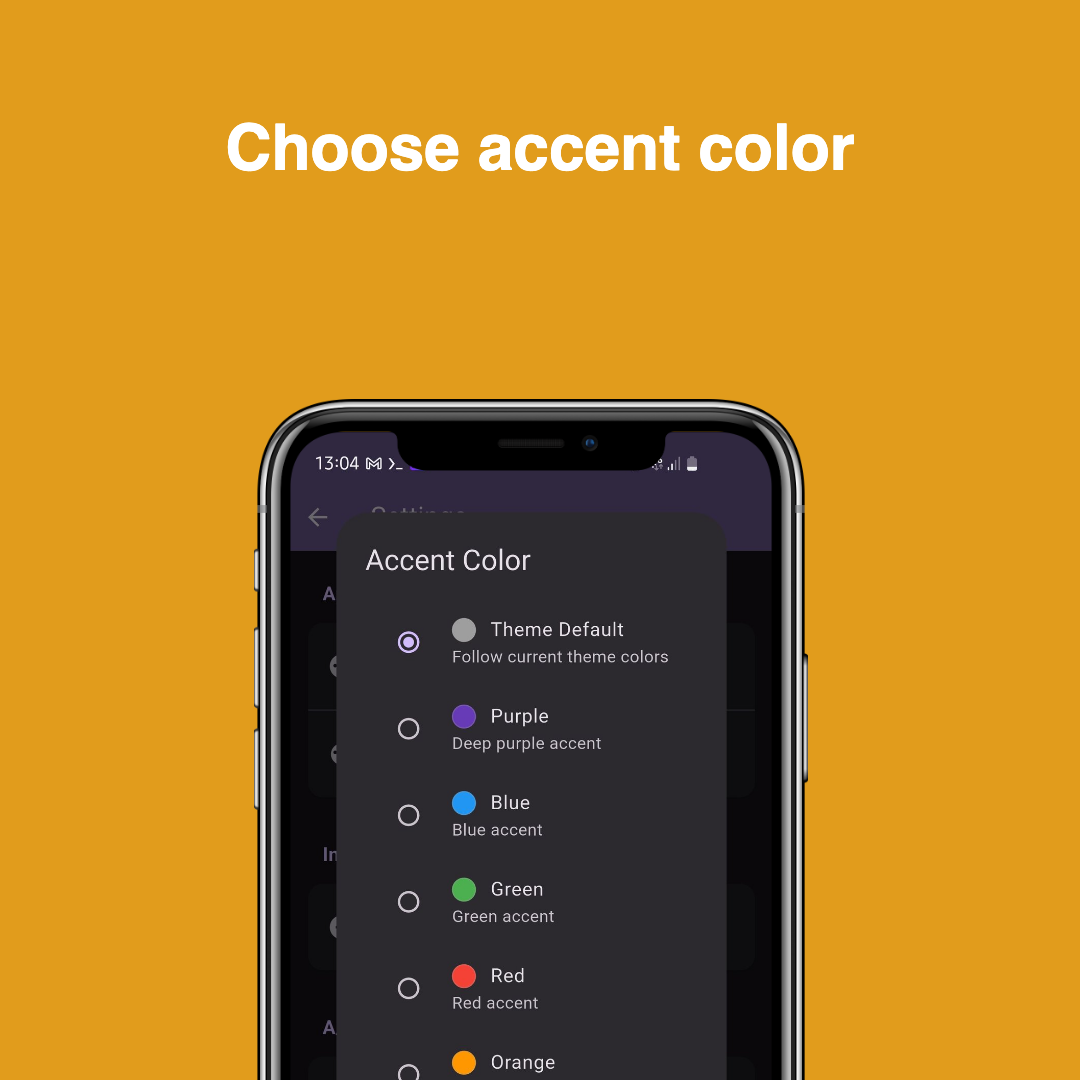 Choose accent color
13:04
Settings
Accent Color
Theme Default
Follow current theme colors
Purple
Deep purple accent
Blue
Blue accent
Green
Green accent
Red
Red accent
Orange